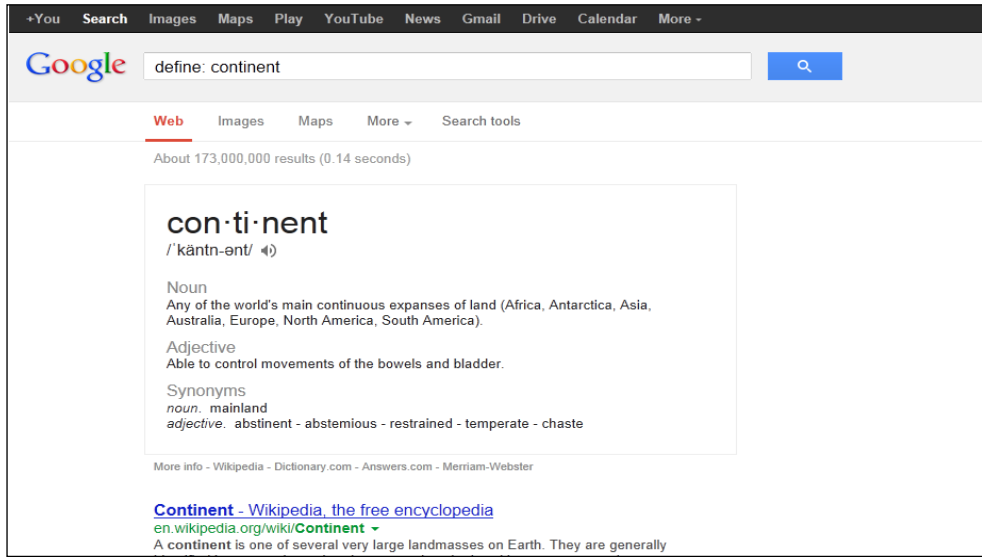 +You Search Images Maps Play YouTube News Gmail Drive Calendar More
Google define: continent
Web Images Maps More Search tools
About 173,000,000 results (0.14 seconds)
con·ti·nent
/ˈkäntn-ənt/
Noun
Any of the world's main continuous expanses of land (Africa, Antarctica, Asia,
Australia, Europe, North America, South America).
Adjective
Able to control movements of the bowels and bladder.
Synonyms
noun. mainland
adjective. abstinent - abstemious - restrained - temperate - chaste
More info - Wikipedia - Dictionary.com - Answers.com - Merriam-Webster
Continent - Wikipedia, the free encyclopedia
en.wikipedia.org/wiki/Continent
A continent is one of several very large landmasses on Earth. They are generally